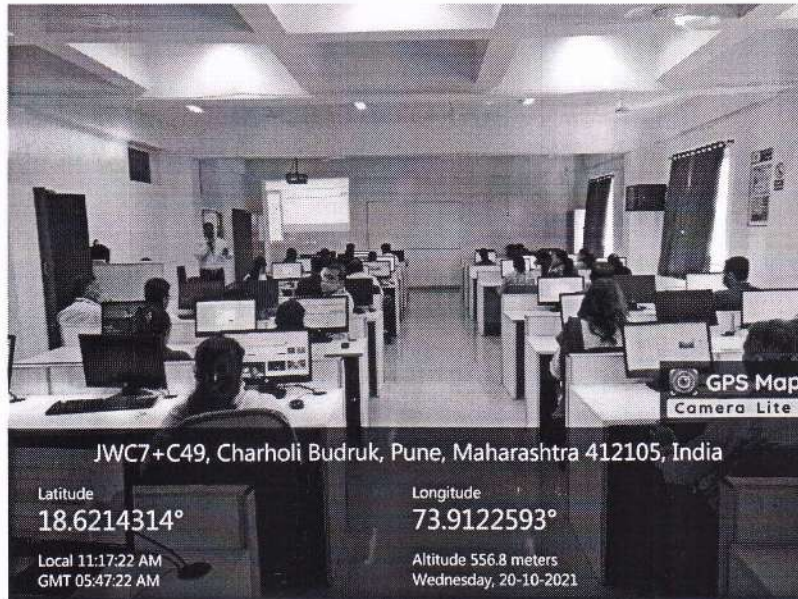 GPS Map
Camera Lite
JWC7+C49, Charholi Budruk, Pune, Maharashtra 412105, India
Latitude
18.6214314°
Longitude
73.9122593°
Local 11:17:22 AM
GMT 05:47:22 AM
Altitude 556.8 meters
Wednesday, 20-10-2021